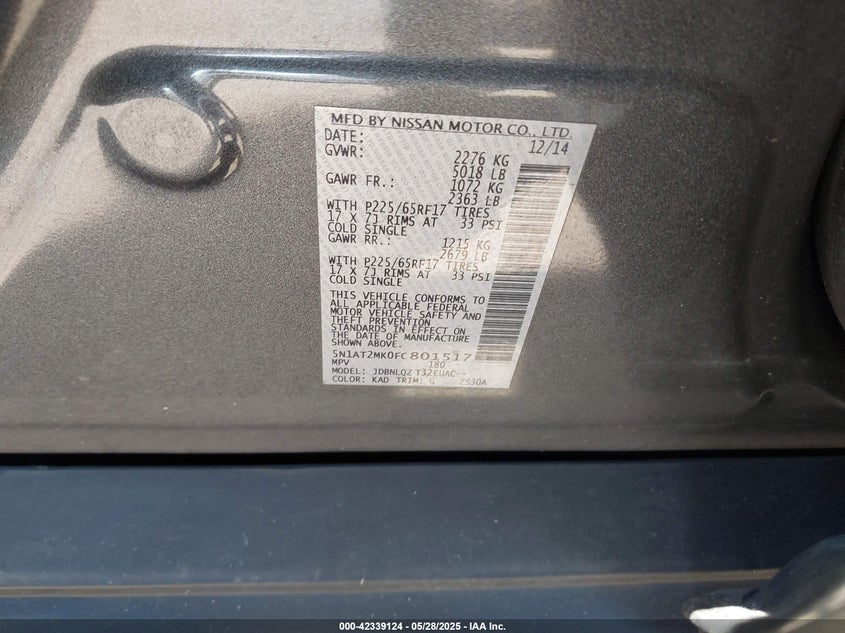 MFD BY NISSAN MOTOR CO., LTD.
DATE: 12/14
GVWR: 2276 KG
5018 LB
GAWR FR.: 1072 KG
2363 LB
WITH P225/65RF17 TIRES
17 X 7J RIMS AT 33 PSI
COLD SINGLE
GAWR RR.: 1215 KG
2679 LB
WITH P225/65RF17 TIRES
17 X 7J RIMS AT 33 PSI
COLD SINGLE
THIS VEHICLE CONFORMS TO
ALL APPLICABLE FEDERAL
MOTOR VEHICLE SAFETY AND
THEFT PREVENTION
STANDARDS IN EFFECT ON
THE DATE OF MANUFACTURE
SHOWN ABOVE.
5N1AT2MK0FC801517
MPV 180
MODEL: JDBNLQZ T32EUAC--
COLOR: KAD TRIM: G ZS30A
000-42339124 - 05/28/2025 - IAA Inc.